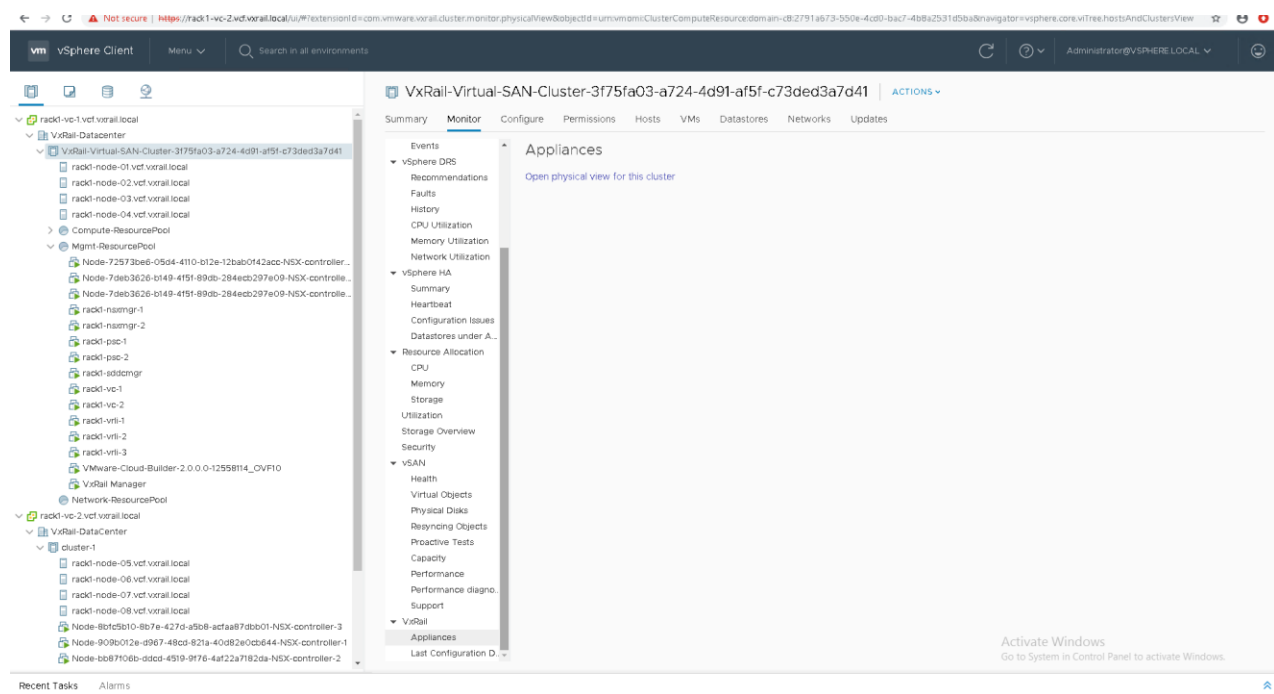 Not secure | https://rack1-vc-2.vcf.vxrail.local/ui/#?extensionId=com.vmware.vxrail.cluster.monitor.physicalView&objectId=urn:vmomi:ClusterComputeResource:domain-c8:2791a673-550e-4cd0-bac7-4b8a2531d5ba&navigator=vsphere.core.viTree.hostsAndClustersView
vm vSphere Client Menu Search in all environments Administrator@VSPHERE.LOCAL
rack1-vc-1.vcf.vxrail.local
VxRail-Datacenter
VxRail-Virtual-SAN-Cluster-3f75fa03-a724-4d91-af5f-c73ded3a7d41
rack1-node-01.vcf.vxrail.local
rack1-node-02.vcf.vxrail.local
rack1-node-03.vcf.vxrail.local
rack1-node-04.vcf.vxrail.local
Compute-ResourcePool
Mgmt-ResourcePool
Node-72573be6-05d4-4110-b12e-12bab0f42acc-NSX-controller...
Node-7deb3626-b149-4f5f-89db-284ecb297e09-NSX-controlle...
Node-7deb3626-b149-4f5f-89db-284ecb297e09-NSX-controlle...
rack1-nsxmgr-1
rack1-nsxmgr-2
rack1-psc-1
rack1-psc-2
rack1-sddcmgr
rack1-vc-1
rack1-vc-2
rack1-vrli-1
rack1-vrli-2
rack1-vrli-3
VMware-Cloud-Builder-2.0.0.0-12558114_OVF10
VxRail Manager
Network-ResourcePool
rack1-vc-2.vcf.vxrail.local
VxRail-DataCenter
cluster-1
rack1-node-05.vcf.vxrail.local
rack1-node-06.vcf.vxrail.local
rack1-node-07.vcf.vxrail.local
rack1-node-08.vcf.vxrail.local
Node-8bfc5b10-8b7e-427d-a5b8-acfaa87dbb01-NSX-controller-3
Node-909b012e-d967-48cd-821a-40d82e0cb644-NSX-controller-1
Node-bb87f06b-ddcd-4519-9f76-4af22a7182da-NSX-controller-2
VxRail-Virtual-SAN-Cluster-3f75fa03-a724-4d91-af5f-c73ded3a7d41 ACTIONS
Summary Monitor Configure Permissions Hosts VMs Datastores Networks Updates
Events
vSphere DRS
Recommendations
Faults
History
CPU Utilization
Memory Utilization
Network Utilization
vSphere HA
Summary
Heartbeat
Configuration Issues
Datastores under A...
Resource Allocation
CPU
Memory
Storage
Utilization
Storage Overview
Security
vSAN
Health
Virtual Objects
Physical Disks
Resyncing Objects
Proactive Tests
Capacity
Performance
Performance diagno...
Support
VxRail
Appliances
Last Configuration D...
Appliances
Open physical view for this cluster
Activate Windows
Go to System in Control Panel to activate Windows.
Recent Tasks Alarms